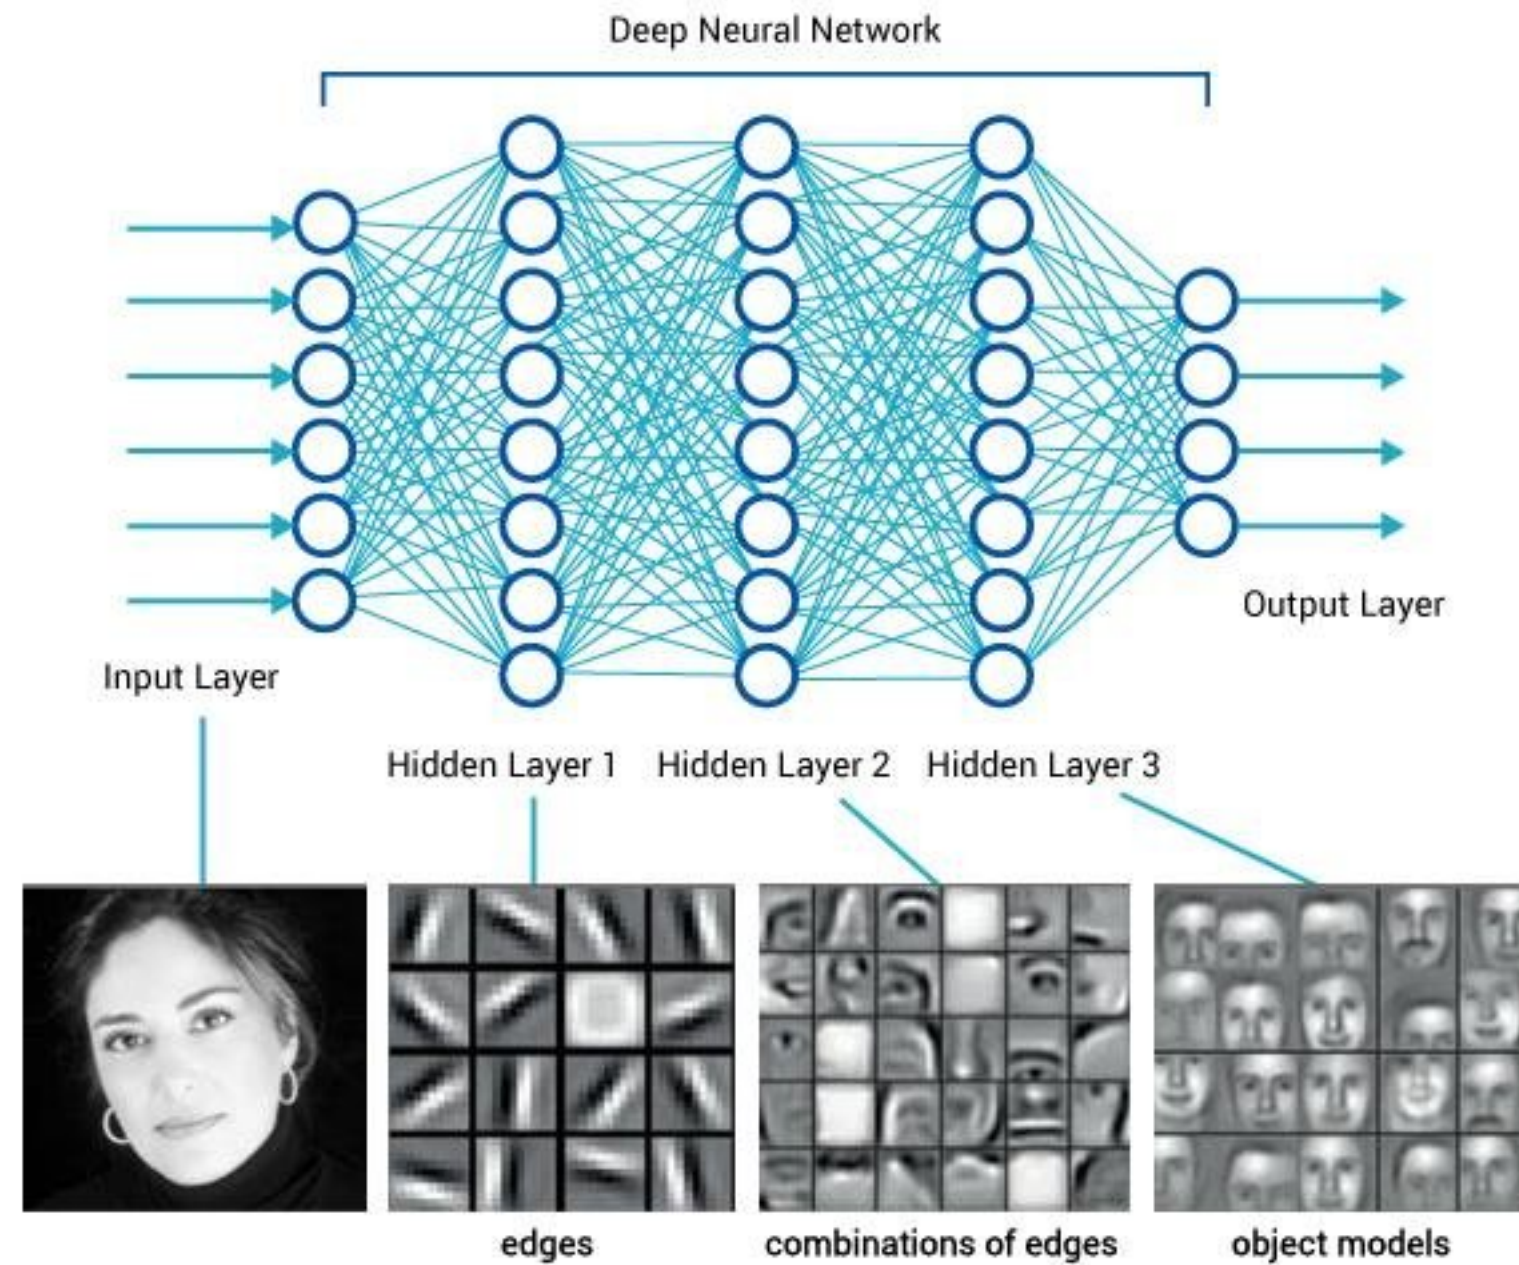 Deep Neural Network
Output Layer
Input Layer
Hidden Layer 1
Hidden Layer 2
Hidden Layer 3
edges
combinations of edges
object models